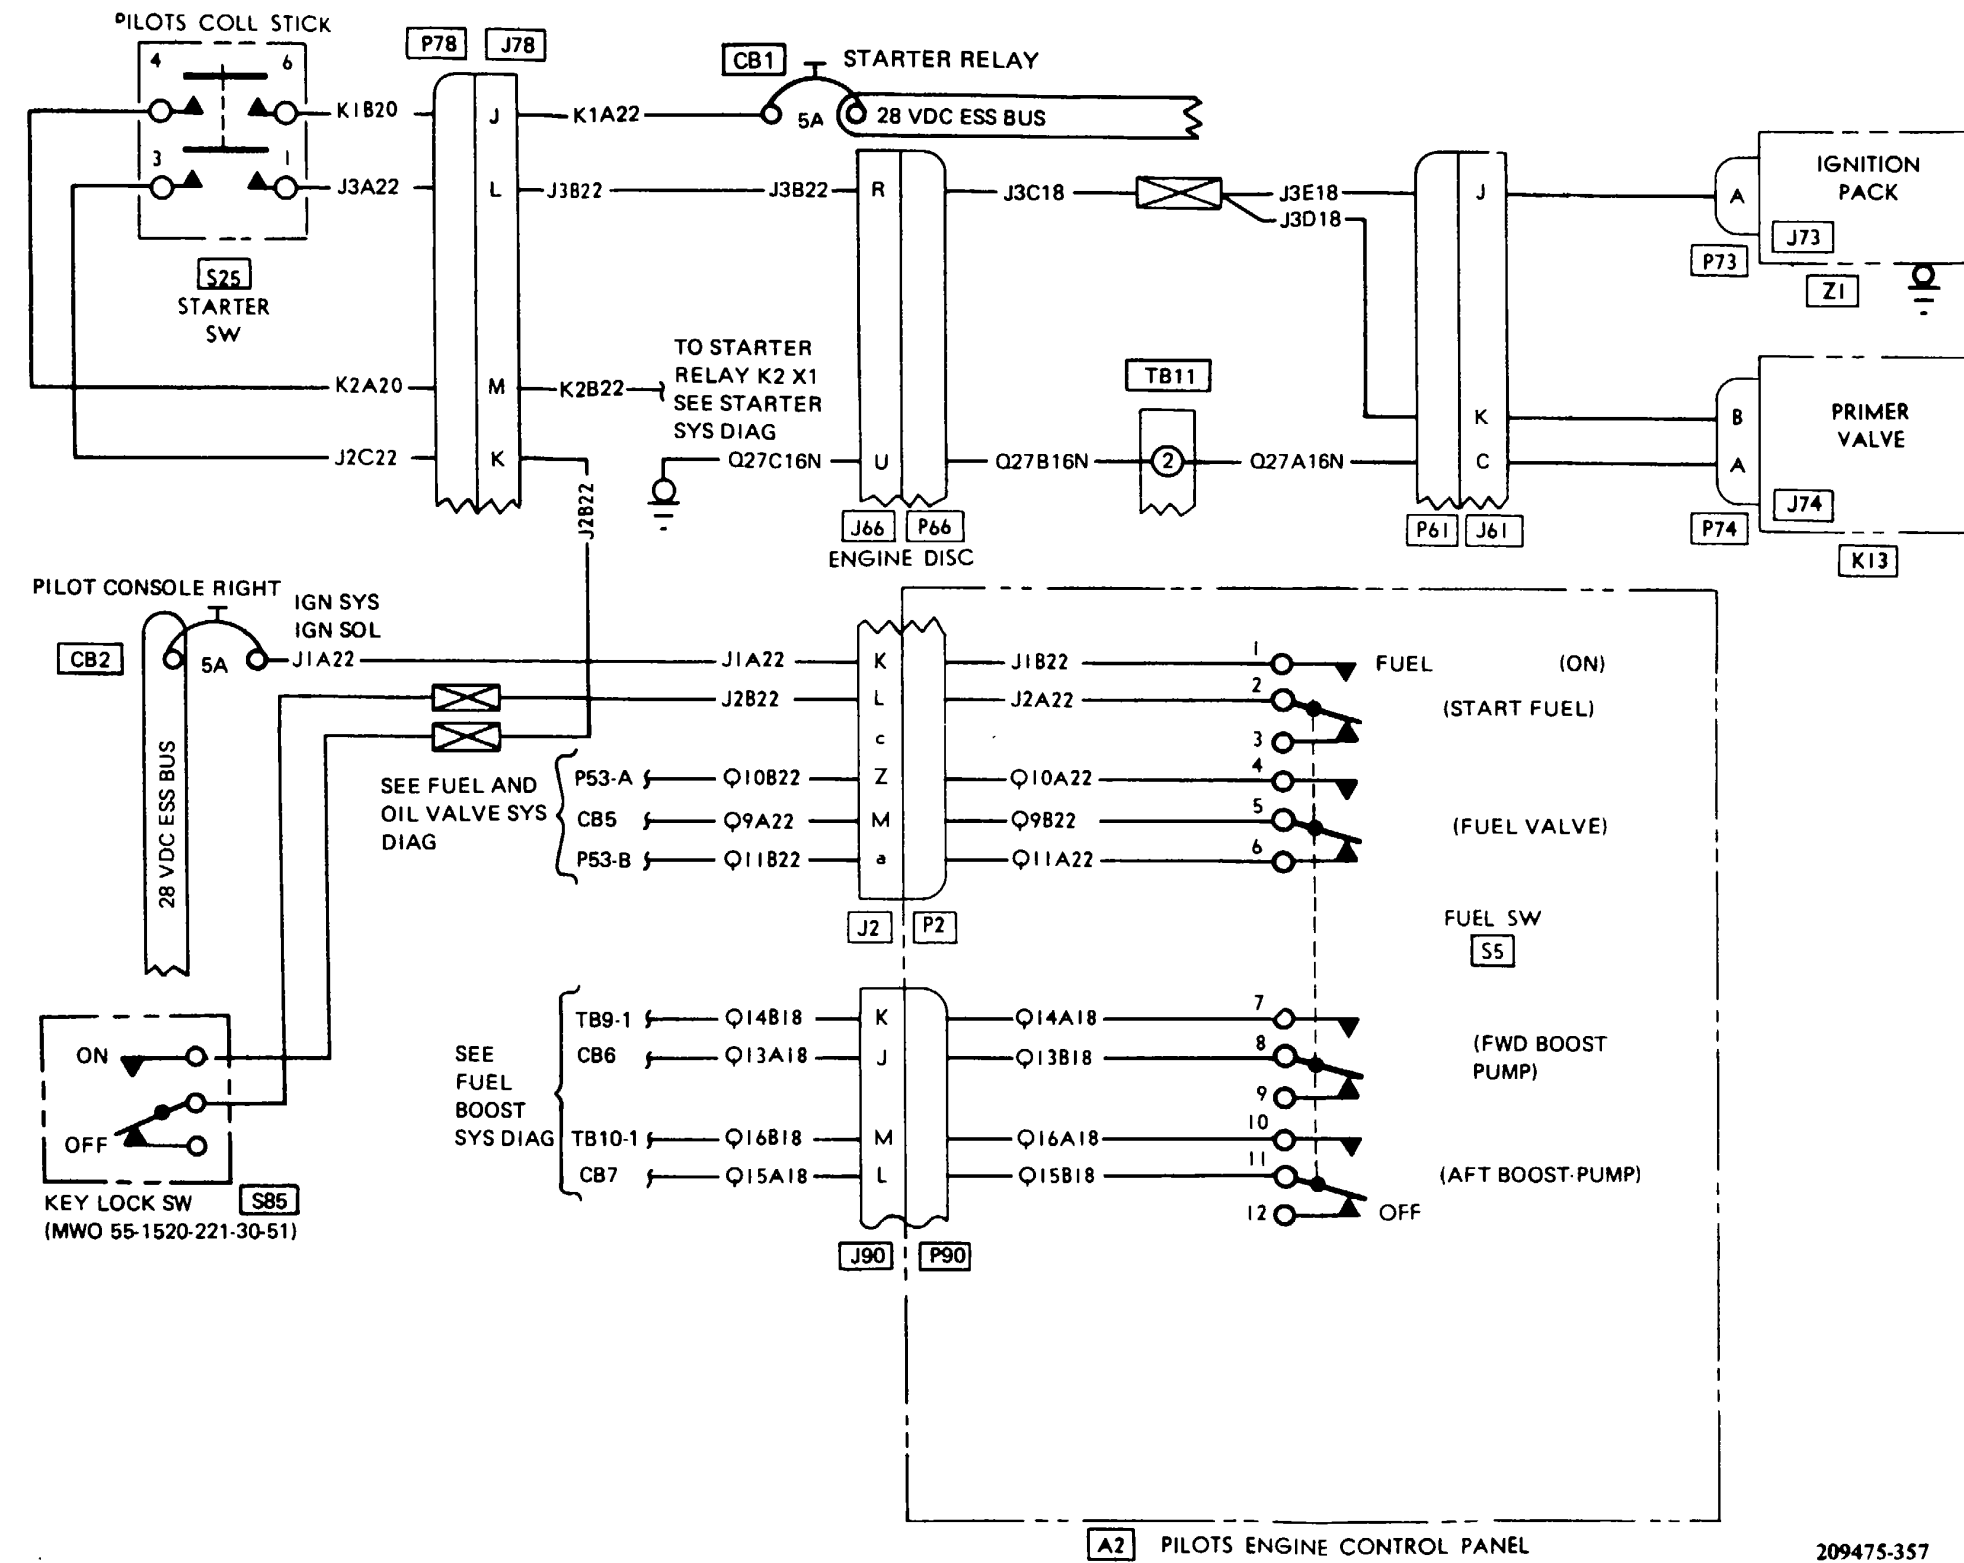 PILOTS COLL STICK
P78 J78
CB1 STARTER RELAY
4 6
K1B20 J K1A22 5A 28 VDC ESS BUS
3 1
J3A22 L J3B22 J3B22 R J3C18 J3E18 J A
J3D18
IGNITION
PACK
J73
P73
Z1
S25
STARTER
SW
TO STARTER
RELAY K2 X1
SEE STARTER
SYS DIAG
K2A20 M K2B22
TB11
PRIMER
VALVE
K B
J2C22 K Q27C16N U Q27B16N 2 Q27A16N C A
J2B22
J74
P74
K13
J66 P66
ENGINE DISC
P61 J61
PILOT CONSOLE RIGHT
IGN SYS
IGN SOL
CB2 5A J1A22 J1A22 K J1B22 1 FUEL (ON)
J2B22 L J2A22 2 (START FUEL)
c 3
28 VDC ESS BUS
SEE FUEL AND
OIL VALVE SYS
DIAG
P53-A Q10B22 Z Q10A22 4
CB5 Q9A22 M Q9B22 5 (FUEL VALVE)
P53-B Q11B22 a Q11A22 6
J2 P2
FUEL SW
S5
SEE
FUEL
BOOST
SYS DIAG
TB9-1 Q14B18 K Q14A18 7
CB6 Q13A18 J Q13B18 8 (FWD BOOST
PUMP)
9
TB10-1 Q16B18 M Q16A18 10
CB7 Q15A18 L Q15B18 11 (AFT BOOST PUMP)
12 OFF
J90 P90
ON
OFF
KEY LOCK SW S85
(MWO 55-1520-221-30-51)
A2 PILOTS ENGINE CONTROL PANEL
209475-357